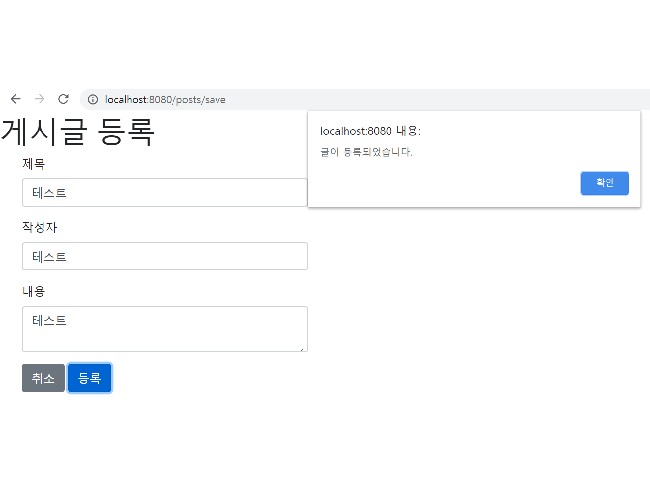 localhost:8080/posts/save
게시글 등록
localhost:8080 내용:
글이 등록되었습니다.
확인
제목
테스트
작성자
테스트
내용
테스트
취소 등록